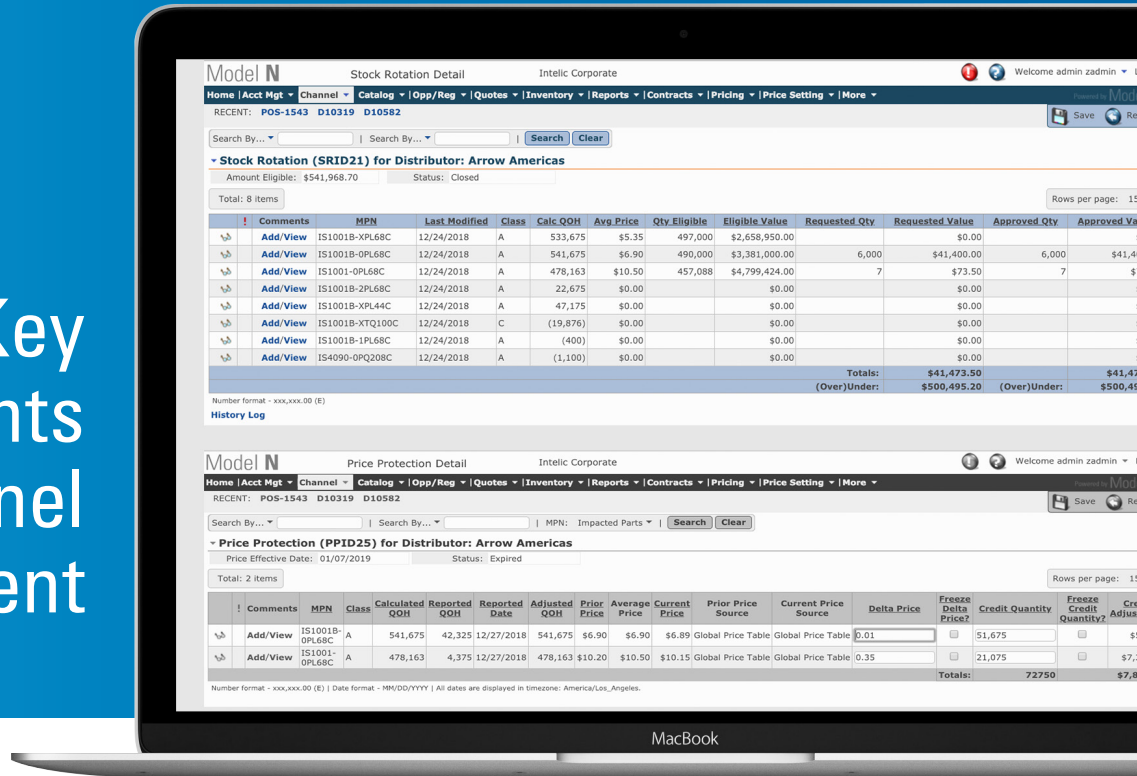 Key
Model N Stock Rotation Detail Intelic Corporate Welcome admin zadmin
Home | Acct Mgt Channel Catalog | Opp/Reg | Quotes | Inventory | Reports | Contracts | Pricing | Price Setting | More Powered by
RECENT: POS-1543 D10319 D10582 Save
Search By... | Search By... | Search Clear
Stock Rotation (SRID21) for Distributor: Arrow Americas
Amount Eligible: $541,968.70 Status: Closed
Total: 8 items Rows per page: 15
! Comments MPN Last Modified Class Calc QOH Avg Price Qty Eligible Eligible Value Requested Qty Requested Value Approved Qty Approved
Add/View IS1001B-XPL68C 12/24/2018 A 533,675 $5.35 497,000 $2,658,950.00 $0.00
Add/View IS1001B-0PL68C 12/24/2018 A 541,675 $6.90 490,000 $3,381,000.00 6,000 $41,400.00 6,000
Add/View IS1001-0PL68C 12/24/2018 A 478,163 $10.50 457,088 $4,799,424.00 7 $73.50 7
Add/View IS1001B-2PL68C 12/24/2018 A 22,675 $0.00 $0.00 $0.00
Add/View IS1001B-XPL44C 12/24/2018 A 47,175 $0.00 $0.00 $0.00
Add/View IS1001B-XTQ100C 12/24/2018 C (19,876) $0.00 $0.00 $0.00
Add/View IS1001B-1PL68C 12/24/2018 A (400) $0.00 $0.00 $0.00
Add/View IS4090-0PQ208C 12/24/2018 A (1,100) $0.00 $0.00 $0.00
Totals: $41,473.50
(Over)Under: $500,495.20 (Over)Under:
Number format - xxx,xxx.00 (E)
History Log
Model N Price Protection Detail Intelic Corporate Welcome admin zadmin
Home | Acct Mgt Channel Catalog | Opp/Reg | Quotes | Inventory | Reports | Contracts | Pricing | Price Setting | More Powered by
RECENT: POS-1543 D10319 D10582 Save
Search By... | Search By... | MPN: Impacted Parts | Search Clear
Price Protection (PPID25) for Distributor: Arrow Americas
Price Effective Date: 01/07/2019 Status: Expired
Total: 2 items Rows per page: 15
! Comments MPN Class Calculated QOH Reported QOH Reported Date Adjusted QOH Prior Price Average Price Current Price Prior Price Source Current Price Source Delta Price Freeze Delta Price? Credit Quantity Freeze Credit Quantity?
Add/View IS1001B-0PL68C A 541,675 42,325 12/27/2018 541,675 $6.90 $6.90 $6.89 Global Price Table Global Price Table 0.01 51,675
Add/View IS1001-0PL68C A 478,163 4,375 12/27/2018 478,163 $10.20 $10.50 $10.15 Global Price Table Global Price Table 0.35 21,075
Totals: 72750
Number format - xxx,xxx.00 (E) | Date format - MM/DD/YYYY | All dates are displayed in timezone: America/Los_Angeles.
MacBook